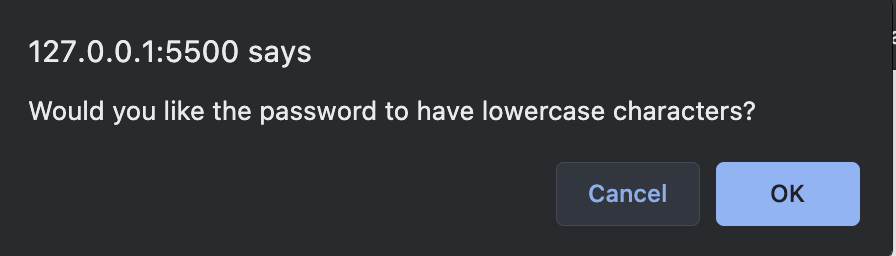 127.0.0.1:5500 says
Would you like the password to have lowercase characters?
Cancel OK